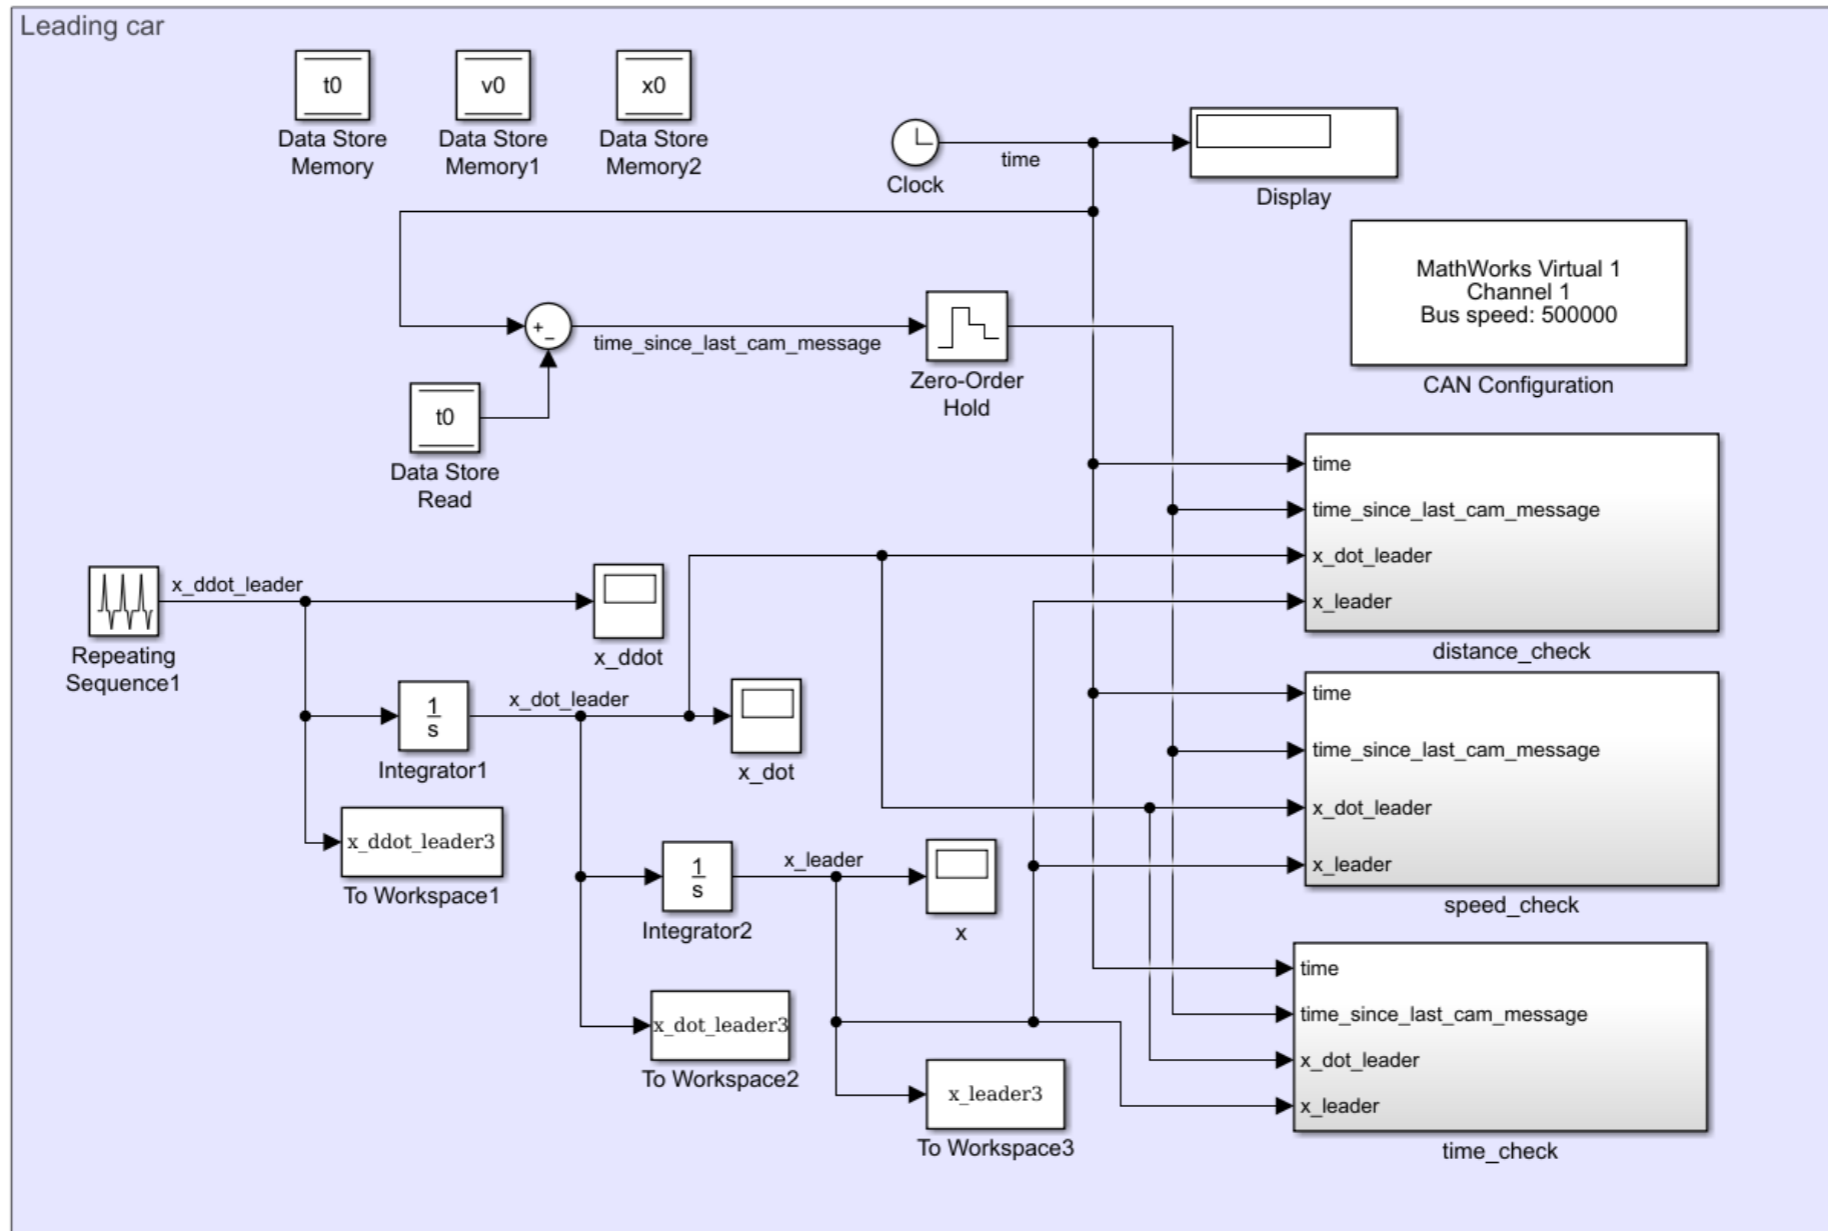 Leading car
t0
Data Store
Memory
v0
Data Store
Memory1
x0
Data Store
Memory2
Clock
time
Display
MathWorks Virtual 1
Channel 1
Bus speed: 500000
CAN Configuration
+
−
time_since_last_cam_message
Zero-Order
Hold
t0
Data Store
Read
time
time_since_last_cam_message
x_dot_leader
x_leader
distance_check
x_ddot_leader
Repeating
Sequence1
x_ddot
1
s
Integrator1
x_dot_leader
x_dot
time
time_since_last_cam_message
x_dot_leader
x_leader
speed_check
x_ddot_leader3
To Workspace1
1
s
Integrator2
x_leader
x
x_dot_leader3
To Workspace2
x_leader3
To Workspace3
time
time_since_last_cam_message
x_dot_leader
x_leader
time_check